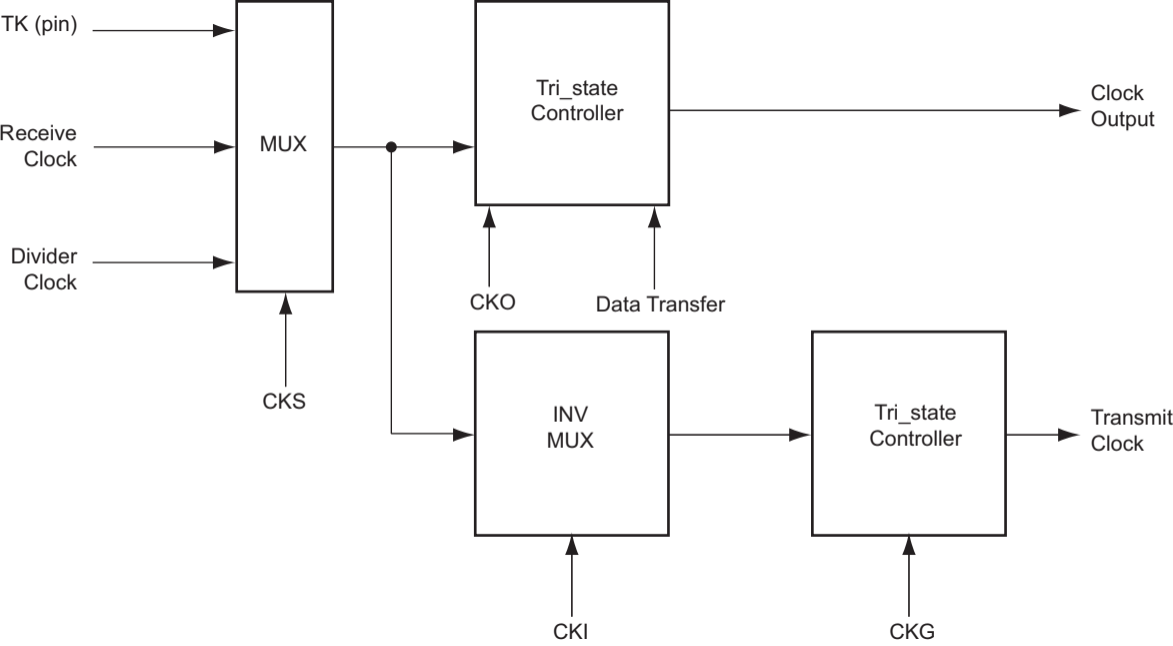 TK (pin)
Receive
Clock
Divider
Clock
MUX
CKS
Tri_state
Controller
CKO
Data Transfer
Clock
Output
INV
MUX
CKI
Tri_state
Controller
CKG
Transmit
Clock